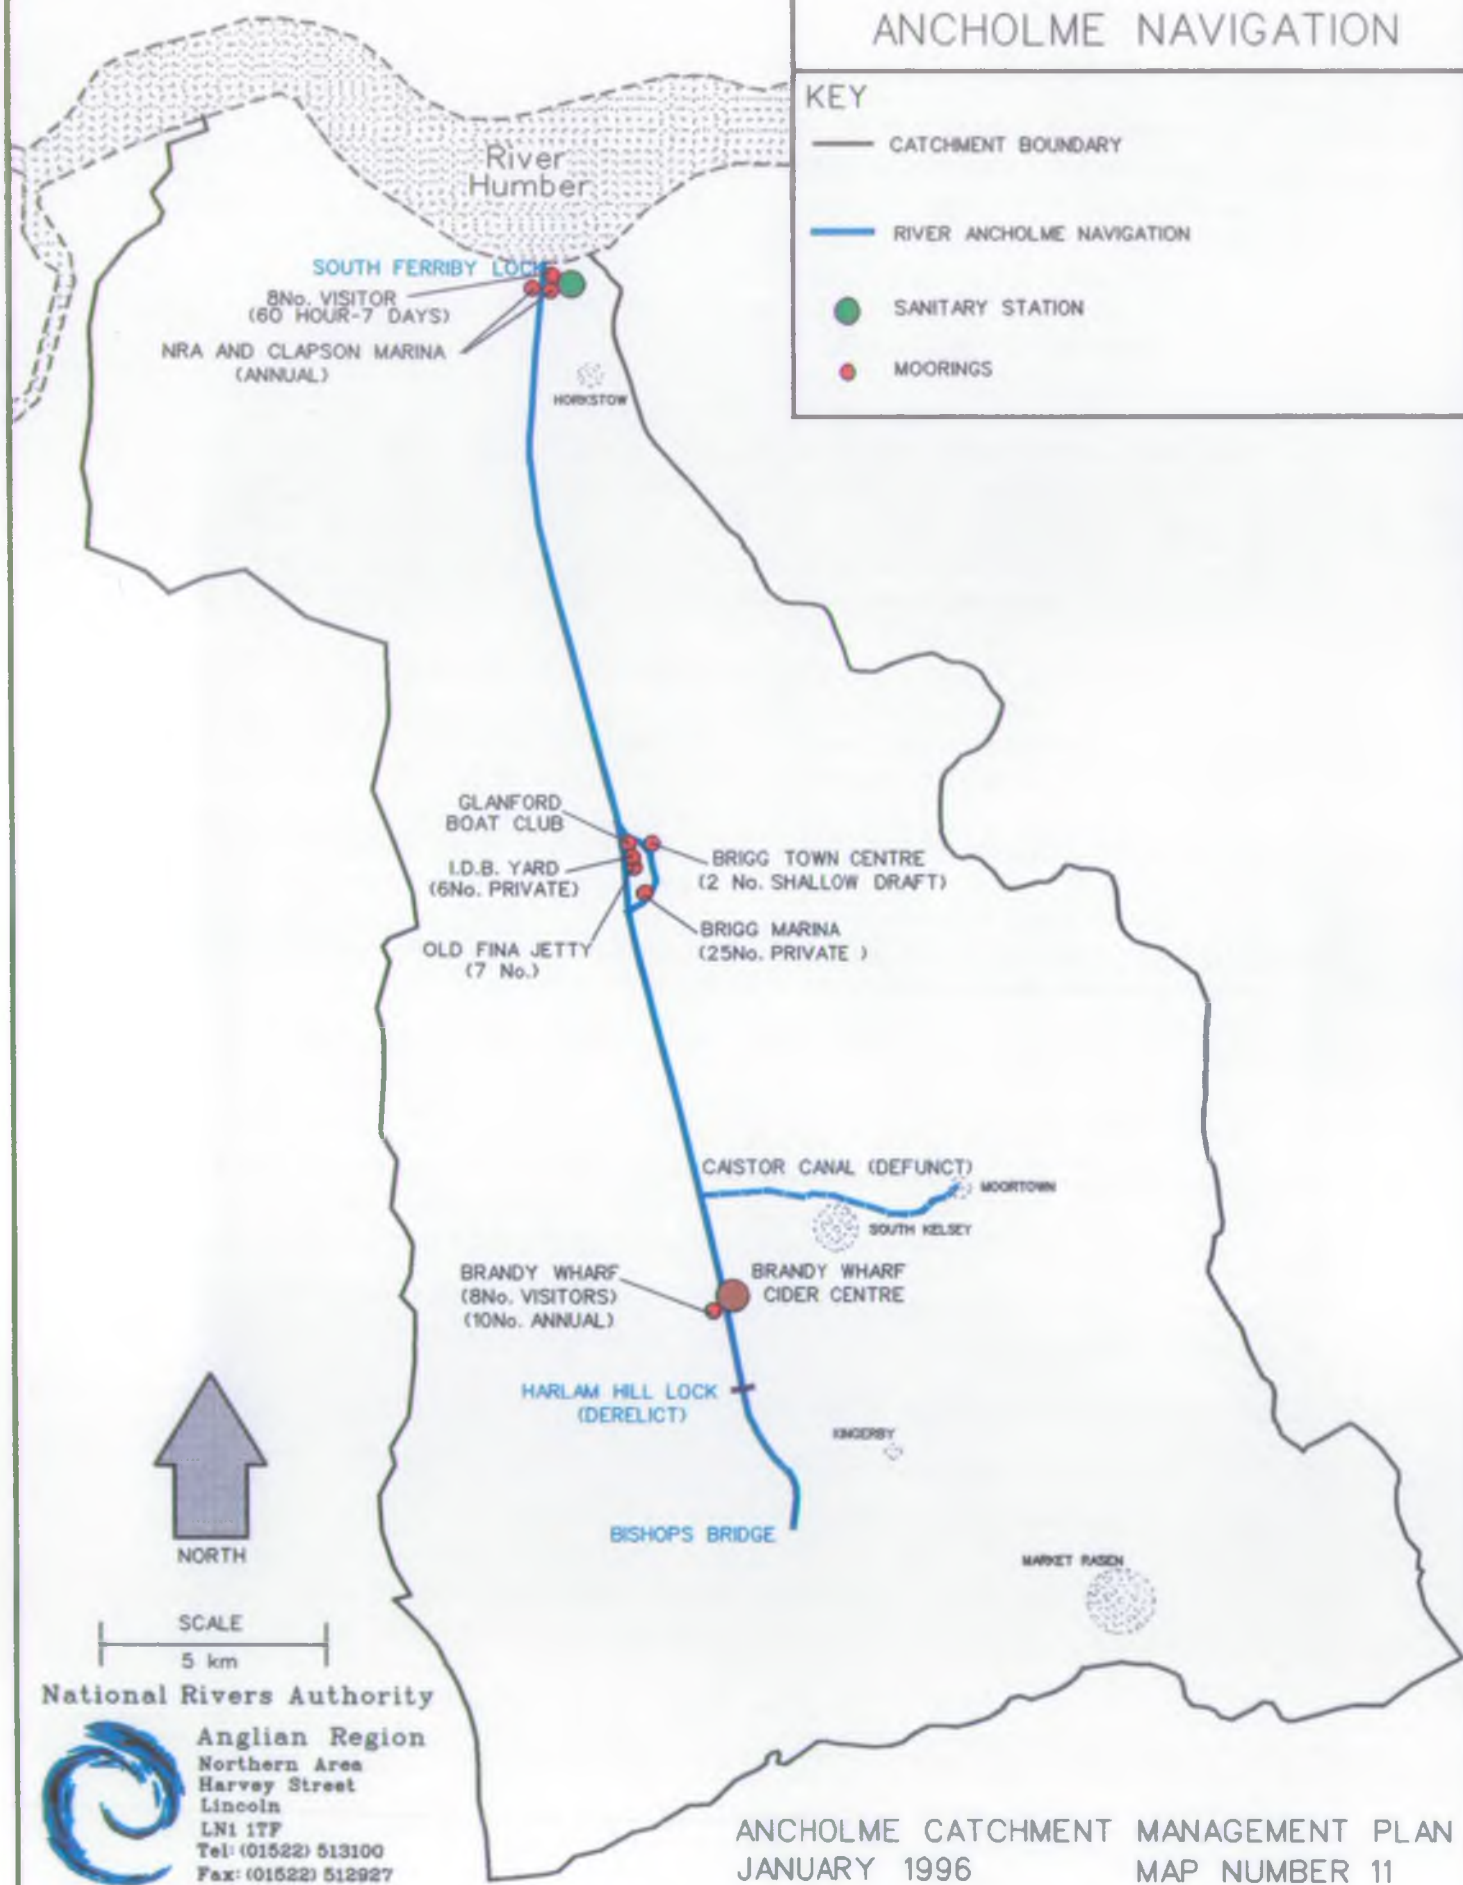 ANCHOLME NAVIGATION
KEY
CATCHMENT BOUNDARY
RIVER ANCHOLME NAVIGATION
SANITARY STATION
MOORINGS
River
Humber
SOUTH FERRIBY LOCK
8No. VISITOR
(60 HOUR-7 DAYS)
NRA AND CLAPSON MARINA
(ANNUAL)
HORKSTOW
GLANFORD
BOAT CLUB
I.D.B. YARD
(6No. PRIVATE)
OLD FINA JETTY
(7 No.)
BRIGG TOWN CENTRE
(2 No. SHALLOW DRAFT)
BRIGG MARINA
(25No. PRIVATE )
CAISTOR CANAL (DEFUNCT)
MOORTOWN
SOUTH KELSEY
BRANDY WHARF
(8No. VISITORS)
(10No. ANNUAL)
BRANDY WHARF
CIDER CENTRE
HARLAM HILL LOCK
(DERELICT)
KINGERBY
BISHOPS BRIDGE
MARKET RASEN
NORTH
SCALE
5 km
National Rivers Authority
Anglian Region
Northern Area
Harvey Street
Lincoln
LN1 1TF
Tel: (01522) 513100
Fax: (01522) 512927
ANCHOLME CATCHMENT MANAGEMENT PLAN
JANUARY 1996 MAP NUMBER 11